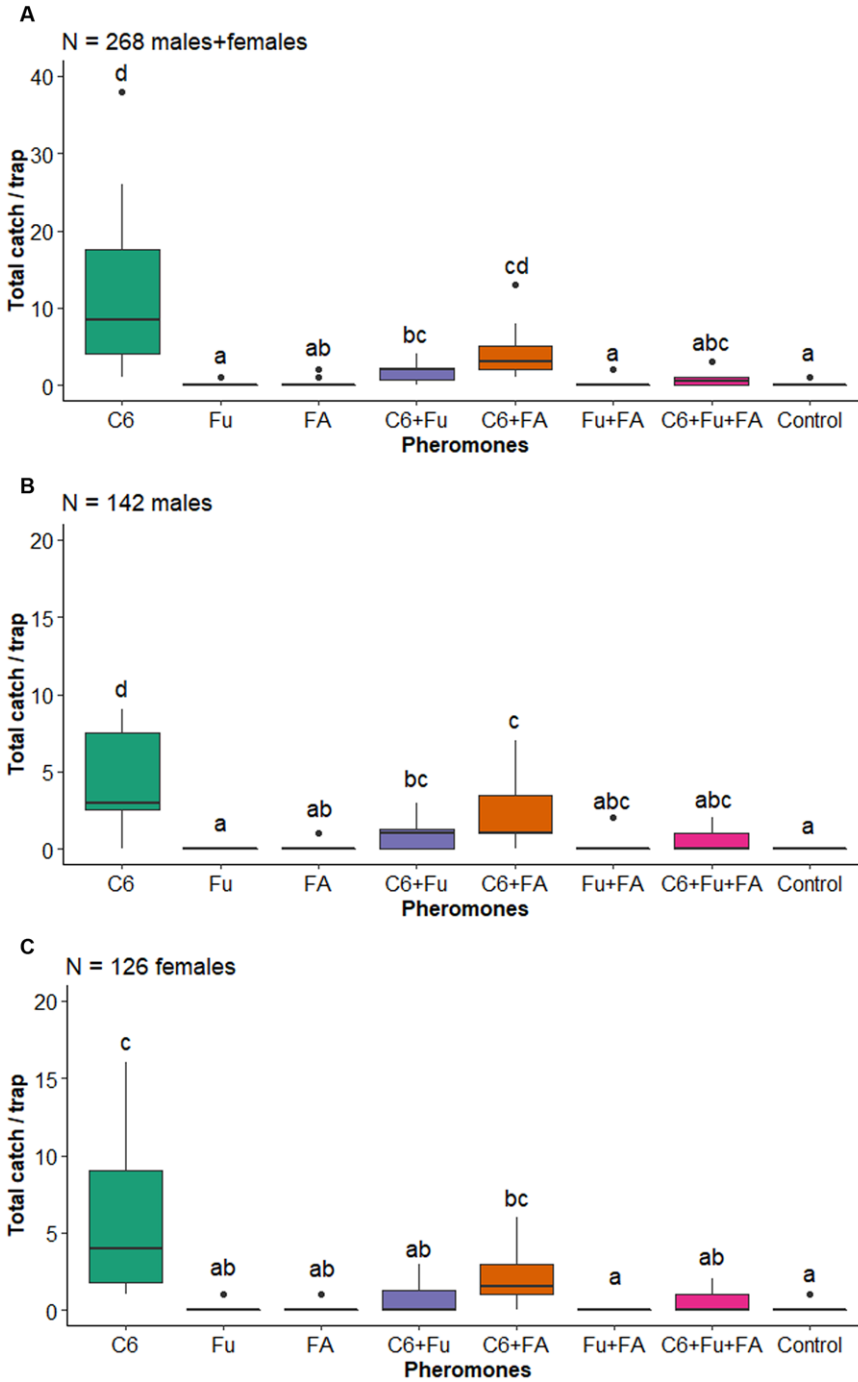 A
N = 268 males+females
Total catch / trap
40
30
20
10
0
d
a
ab
bc
cd
a
abc
a
C6
Fu
FA
C6+Fu
C6+FA
Fu+FA
C6+Fu+FA
Control
Pheromones
B
N = 142 males
Total catch / trap
20
15
10
5
0
d
a
ab
bc
c
abc
abc
a
C6
Fu
FA
C6+Fu
C6+FA
Fu+FA
C6+Fu+FA
Control
Pheromones
C
N = 126 females
Total catch / trap
20
15
10
5
0
c
ab
ab
ab
bc
a
ab
a
C6
Fu
FA
C6+Fu
C6+FA
Fu+FA
C6+Fu+FA
Control
Pheromones